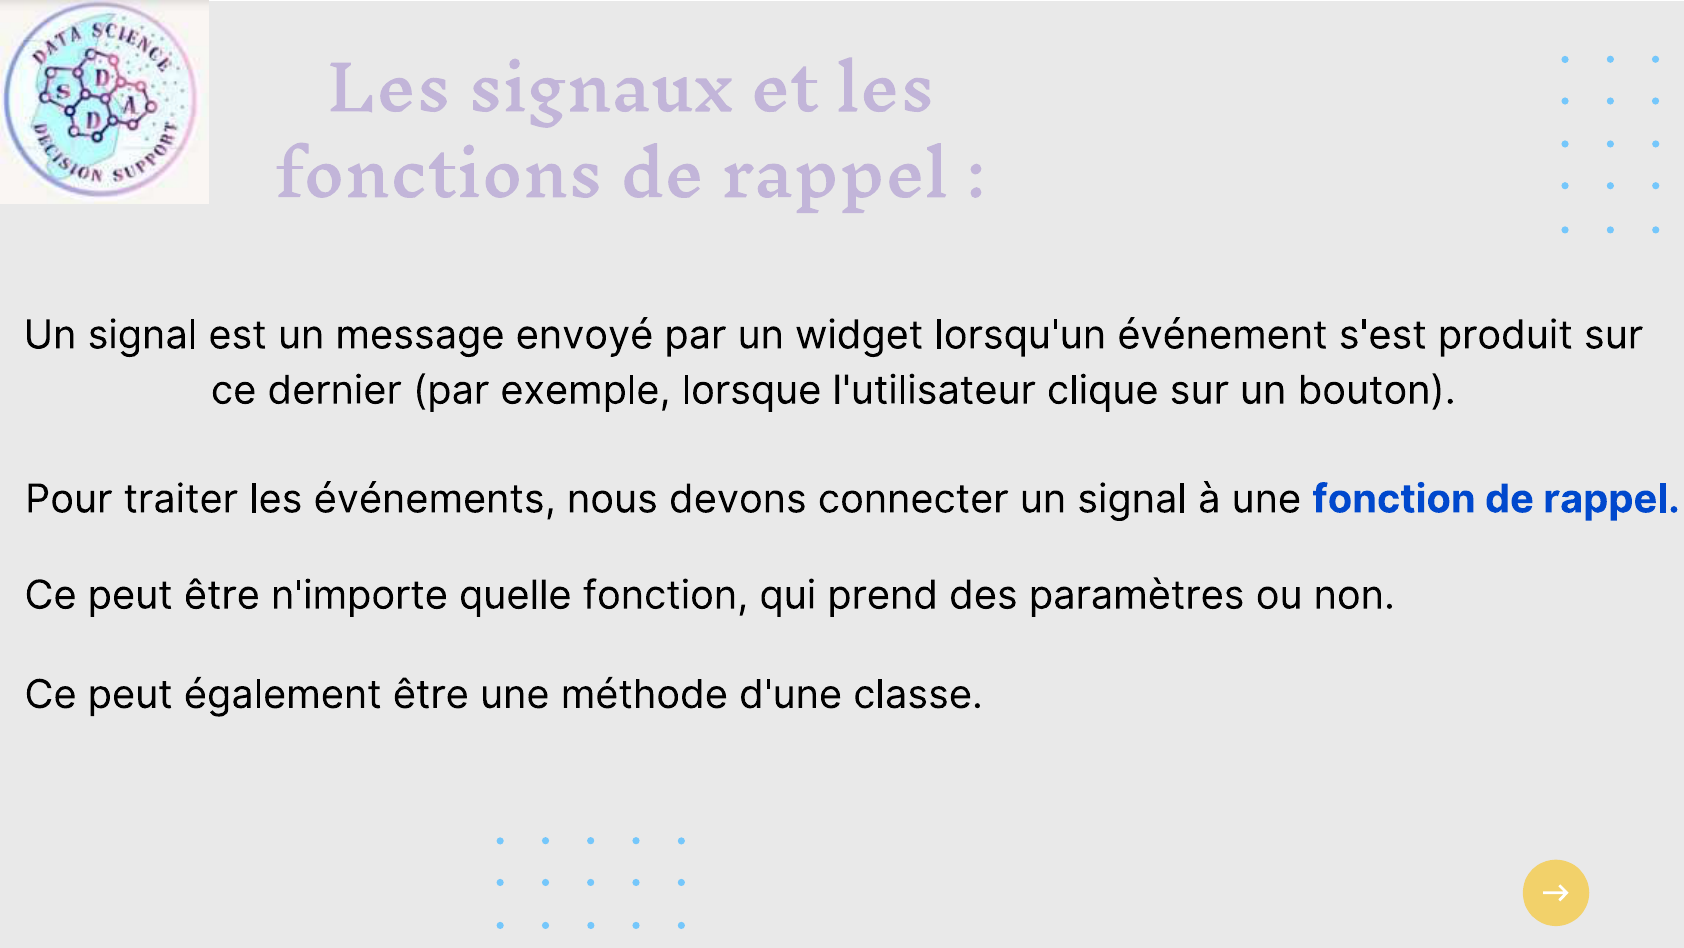 DATA SCIENCE
S D D A
DECISION SUPPORT
Les signaux et les
fonctions de rappel :
Un signal est un message envoyé par un widget lorsqu'un événement s'est produit sur
ce dernier (par exemple, lorsque l'utilisateur clique sur un bouton).
Pour traiter les événements, nous devons connecter un signal à une fonction de rappel.
Ce peut être n'importe quelle fonction, qui prend des paramètres ou non.
Ce peut également être une méthode d'une classe.